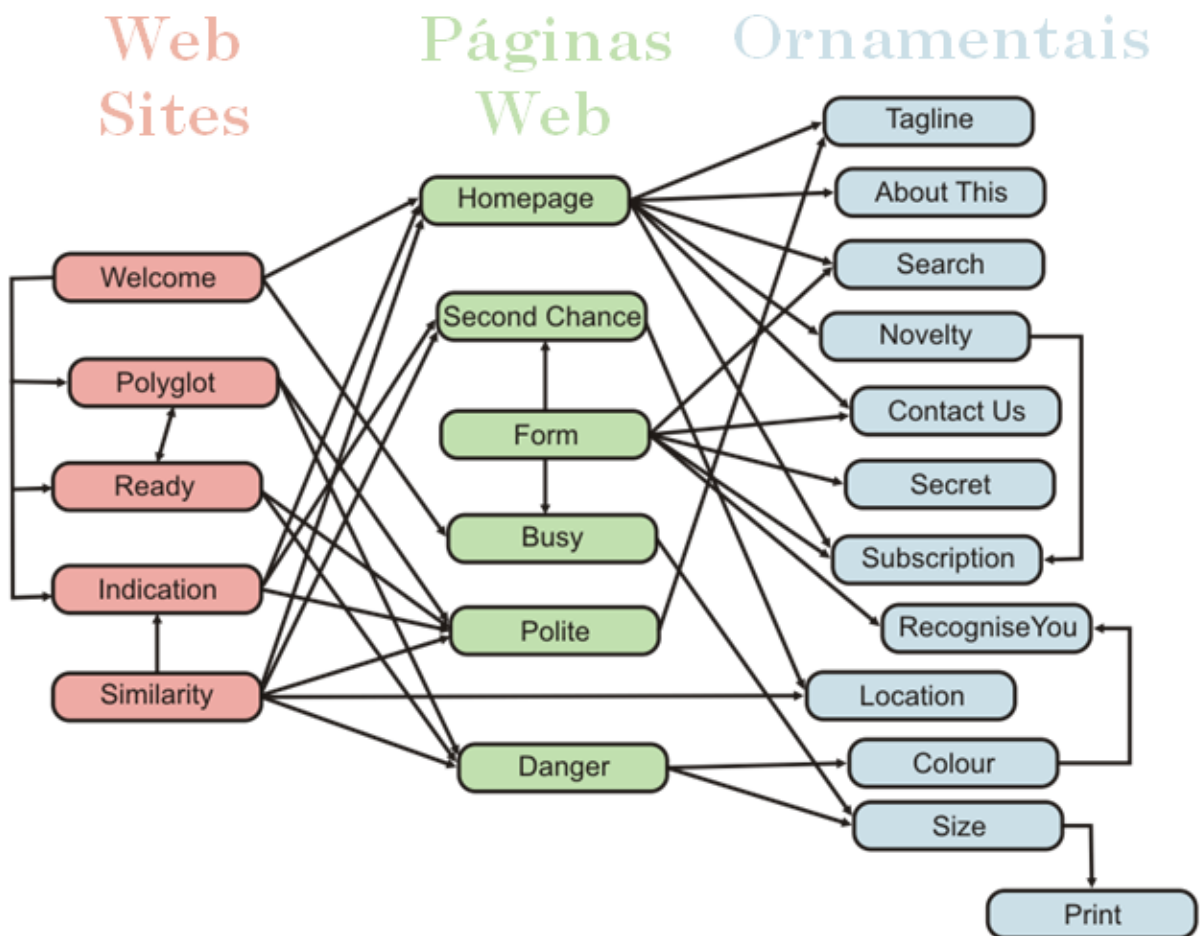 Web
Sites
Páginas
Web
Ornamentais
Welcome
Polyglot
Ready
Indication
Similarity
Homepage
Second Chance
Form
Busy
Polite
Danger
Tagline
About This
Search
Novelty
Contact Us
Secret
Subscription
RecogniseYou
Location
Colour
Size
Print